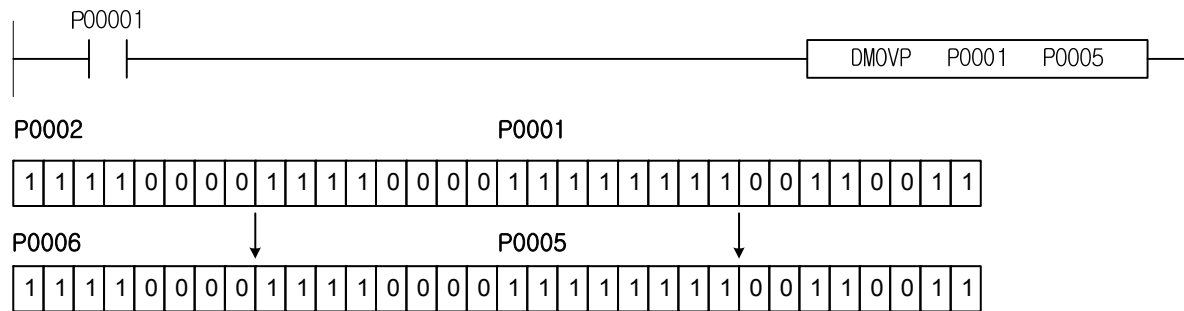 P00001
DMOVP P0001 P0005
P0002 P0001
1 1 1 1 0 0 0 0 1 1 1 1 0 0 0 0 1 1 1 1 1 1 1 1 0 0 1 1 0 0 1 1
P0006 P0005
1 1 1 1 0 0 0 0 1 1 1 1 0 0 0 0 1 1 1 1 1 1 1 1 0 0 1 1 0 0 1 1